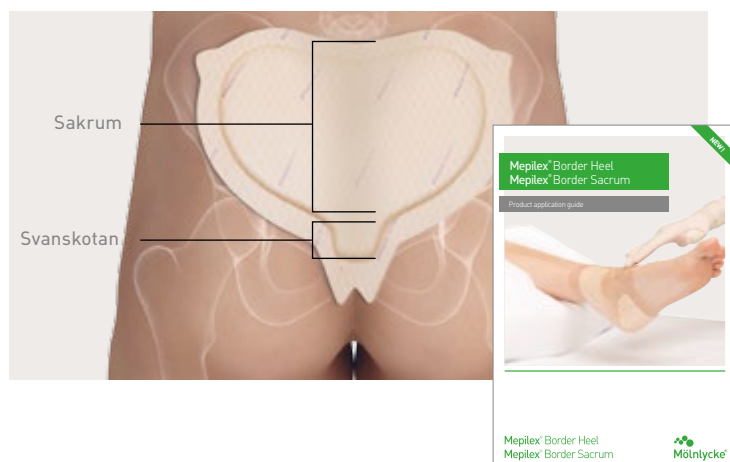 Sakrum
Svanskotan
NEW!
Mepilex® Border Heel
Mepilex® Border Sacrum
Product application guide
Mepilex® Border Heel
Mepilex® Border Sacrum
Mölnlycke®